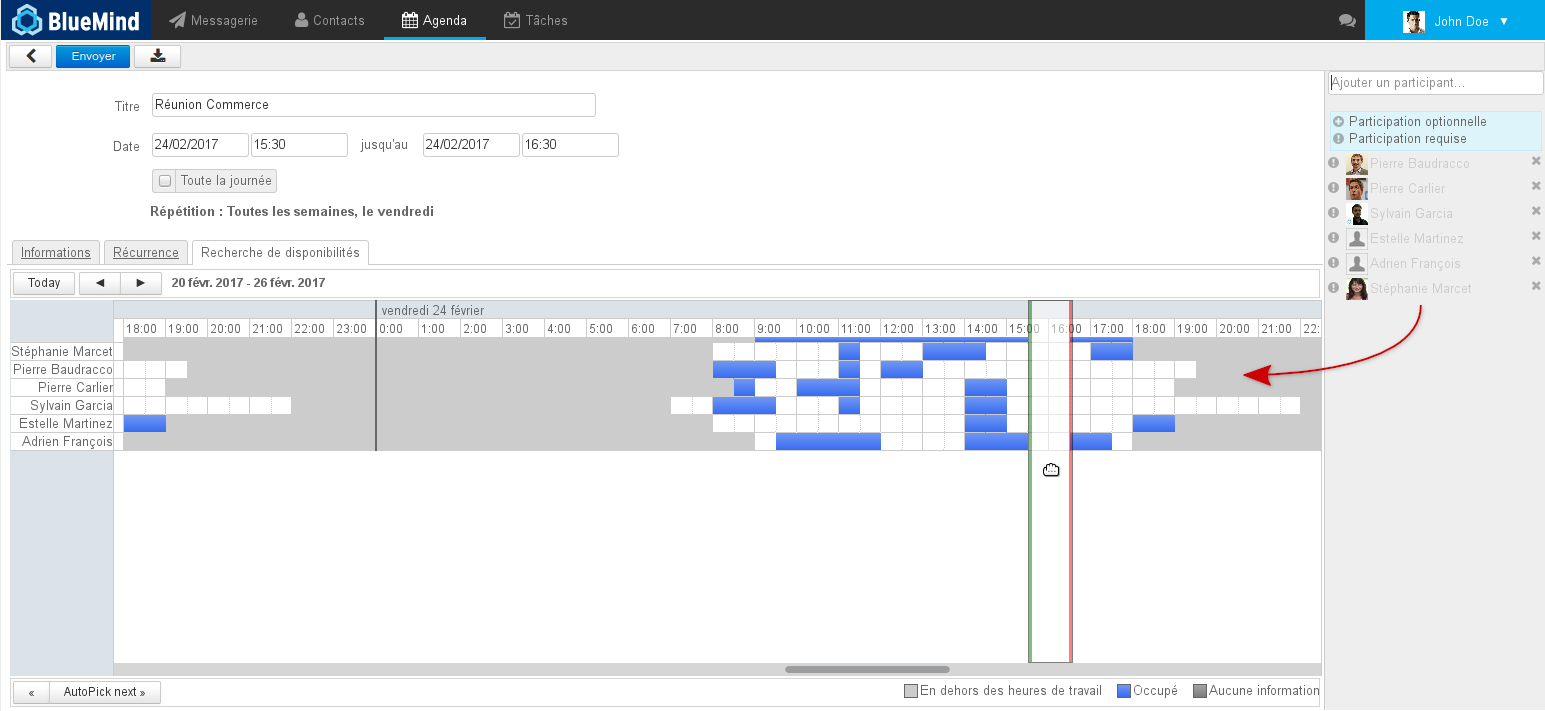 BlueMind Messagerie Contacts Agenda Tâches John Doe ▼
Envoyer
Titre Réunion Commerce
Date 24/02/2017 15:30 jusqu'au 24/02/2017 16:30
Toute la journée
Répétition : Toutes les semaines, le vendredi
Informations Récurrence Recherche de disponibilités
Today ◄ ► 20 févr. 2017 - 26 févr. 2017
vendredi 24 février
18:00 19:00 20:00 21:00 22:00 23:00 0:00 1:00 2:00 3:00 4:00 5:00 6:00 7:00 8:00 9:00 10:00 11:00 12:00 13:00 14:00 15:00 16:00 17:00 18:00 19:00 20:00 21:00 22:
Stéphanie Marcet
Pierre Baudracco
Pierre Carlier
Sylvain Garcia
Estelle Martinez
Adrien François
« AutoPick next »
En dehors des heures de travail Occupé Aucune information
Ajouter un participant...
Participation optionnelle
Participation requise
Pierre Baudracco
Pierre Carlier
Sylvain Garcia
Estelle Martinez
Adrien François
Stéphanie Marcet